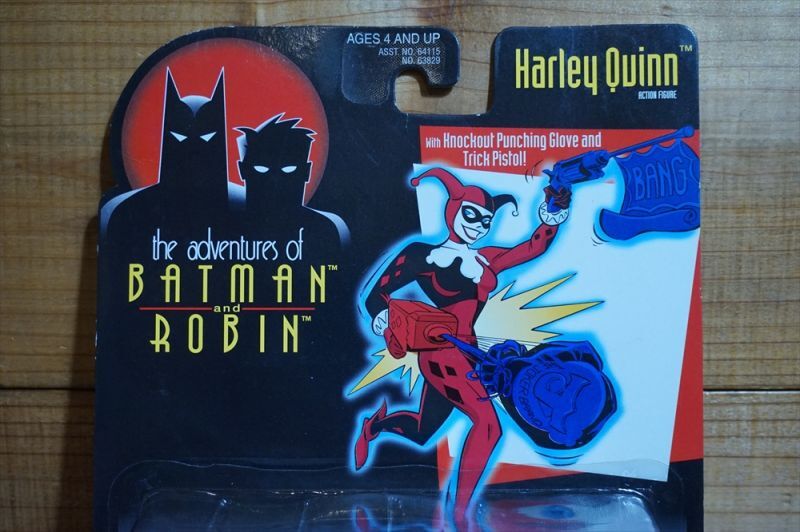 AGES 4 AND UP
ASST. NO. 64115
NO. 63829
Harley Quinn™
ACTION FIGURE
With Knockout Punching Glove and
Trick Pistol!
BANG
the adventures of
BATMAN™
and
ROBIN™